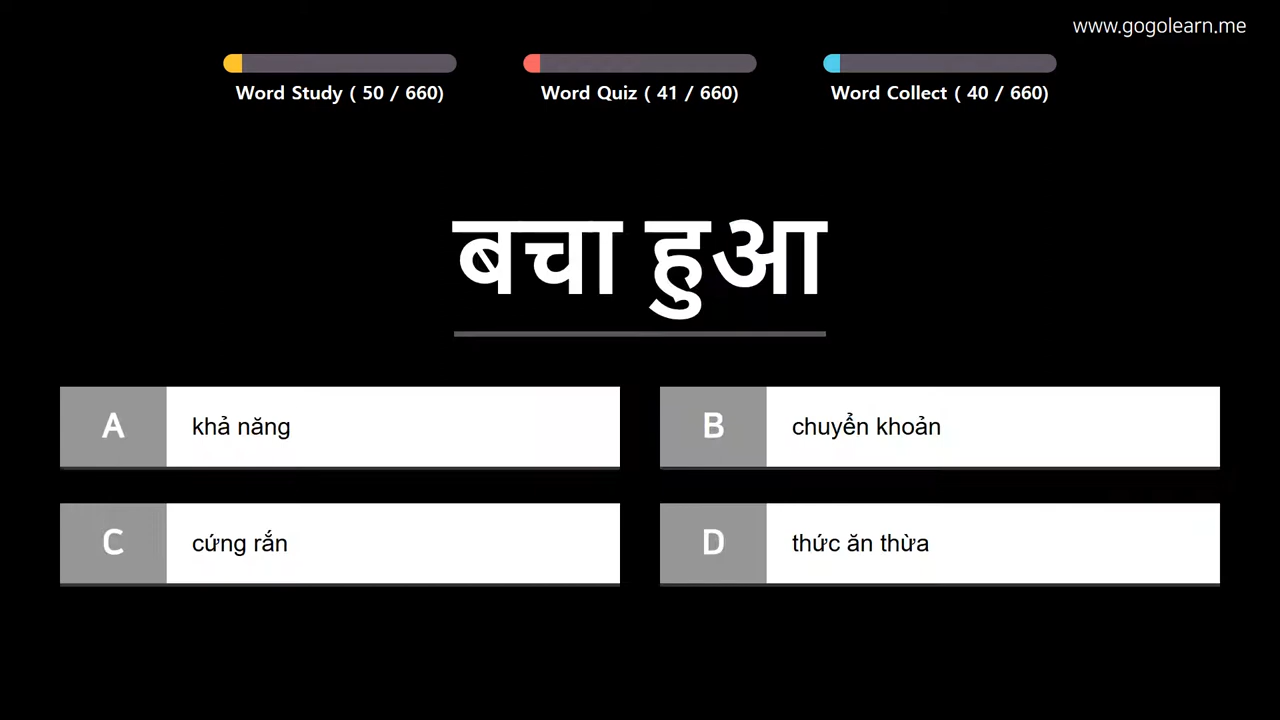 www.gogolearn.me
Word Study ( 50 / 660)
Word Quiz ( 41 / 660)
Word Collect ( 40 / 660)
बचा हुआ
A khả năng
B chuyển khoản
C cứng rắn
D thức ăn thừa